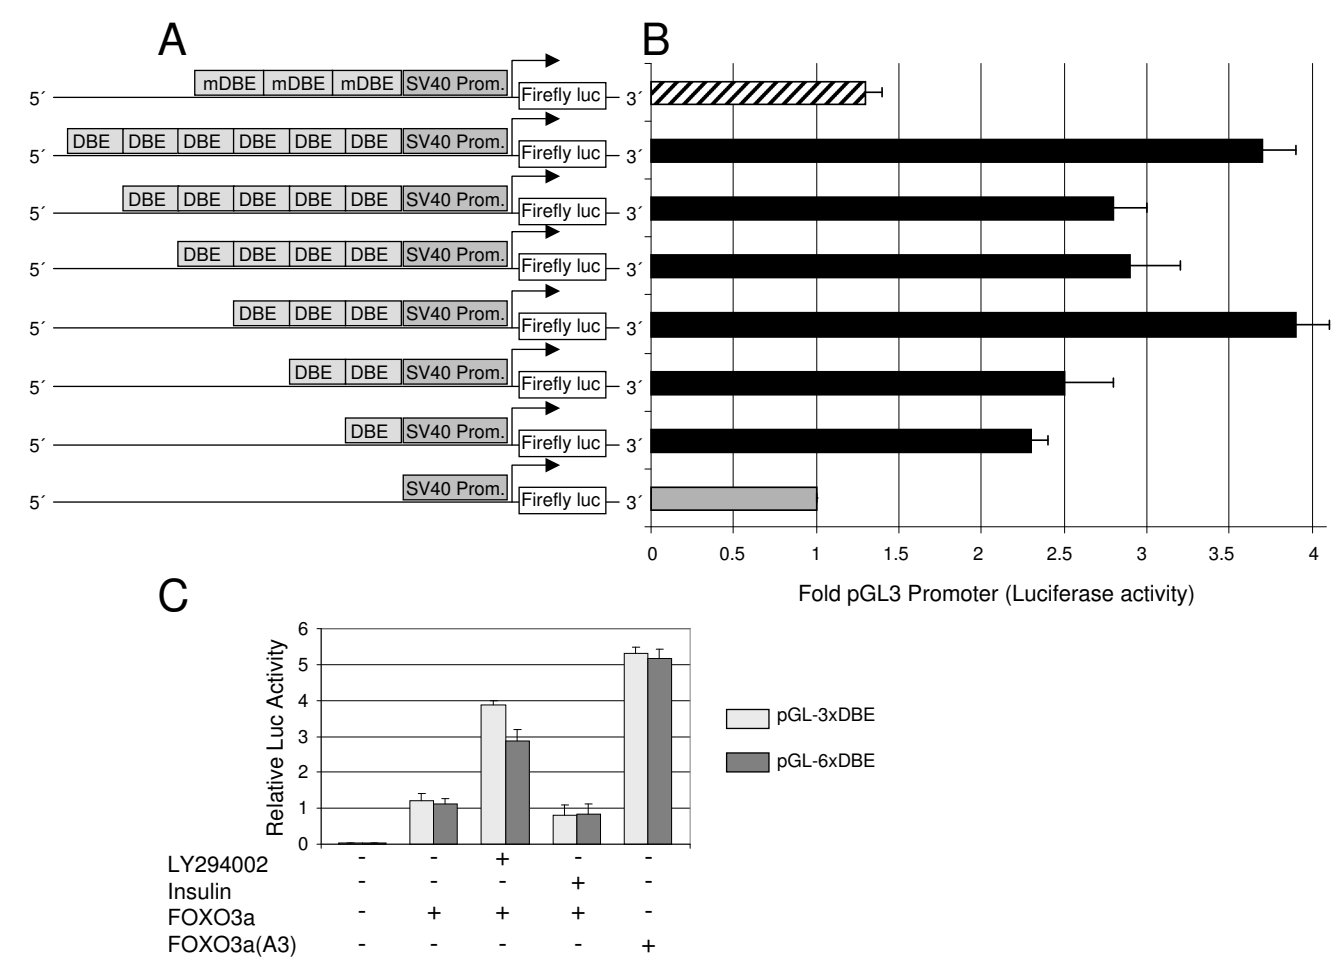 A
B
mDBE mDBE mDBE SV40 Prom.
5´ Firefly luc 3´
DBE DBE DBE DBE DBE DBE SV40 Prom.
5´ Firefly luc 3´
DBE DBE DBE DBE DBE SV40 Prom.
5´ Firefly luc 3´
DBE DBE DBE DBE SV40 Prom.
5´ Firefly luc 3´
DBE DBE DBE SV40 Prom.
5´ Firefly luc 3´
DBE DBE SV40 Prom.
5´ Firefly luc 3´
DBE SV40 Prom.
5´ Firefly luc 3´
SV40 Prom.
5´ Firefly luc 3´
0 0.5 1 1.5 2 2.5 3 3.5 4
Fold pGL3 Promoter (Luciferase activity)
C
Relative Luc Activity
6
5
4
3
2
1
0
pGL-3xDBE
pGL-6xDBE
LY294002 - - + - -
Insulin - - - + -
FOXO3a - + + + -
FOXO3a(A3) - - - - +